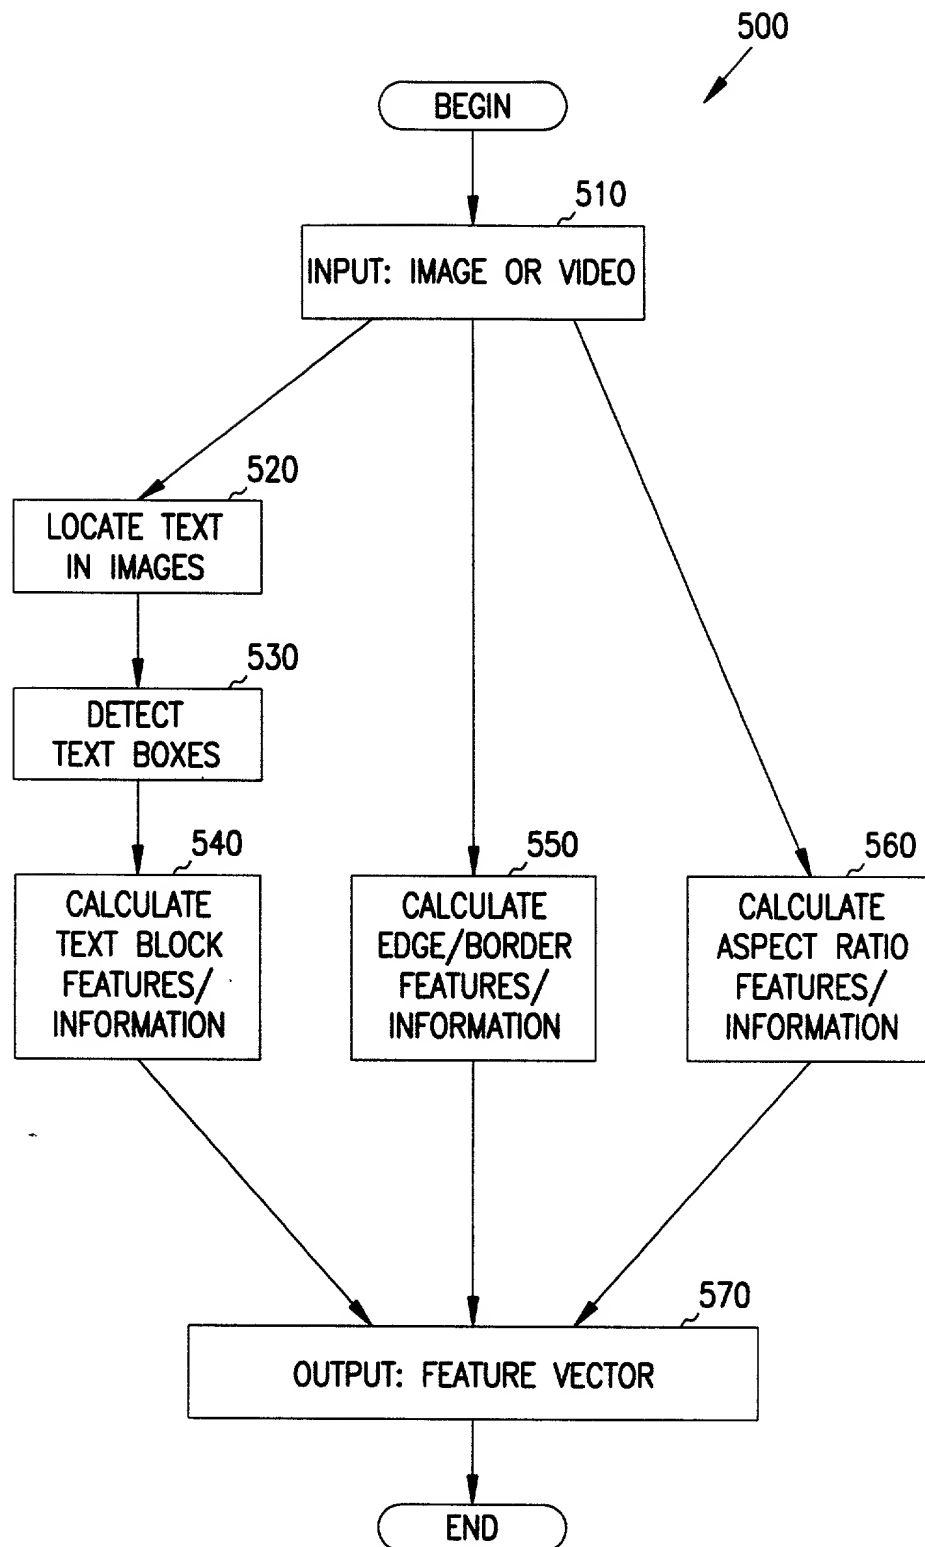 500
BEGIN
510
INPUT: IMAGE OR VIDEO
520
LOCATE TEXT
IN IMAGES
530
DETECT
TEXT BOXES
540
CALCULATE
TEXT BLOCK
FEATURES/
INFORMATION
550
CALCULATE
EDGE/BORDER
FEATURES/
INFORMATION
560
CALCULATE
ASPECT RATIO
FEATURES/
INFORMATION
570
OUTPUT: FEATURE VECTOR
END